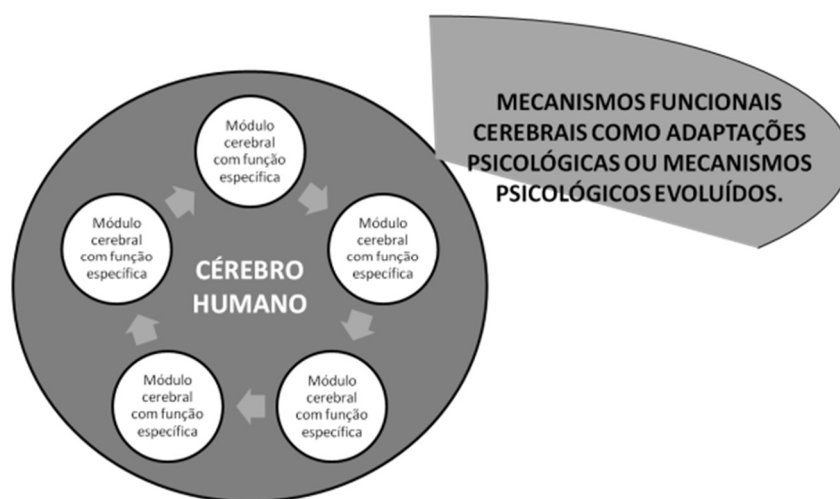 MECANISMOS FUNCIONAIS
CEREBRAIS COMO ADAPTAÇÕES
PSICOLÓGICAS OU MECANISMOS
PSICOLÓGICOS EVOLUÍDOS.
Módulo
cerebral
com função
específica
Módulo
cerebral
com função
específica
Módulo
cerebral
com função
específica
CÉREBRO
HUMANO
Módulo
cerebral
com função
específica
Módulo
cerebral
com função
específica